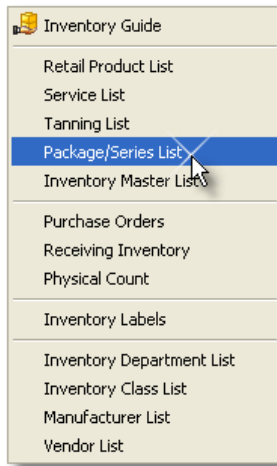 Inventory Guide
Retail Product List
Service List
Tanning List
Package/Series List
Inventory Master List
Purchase Orders
Receiving Inventory
Physical Count
Inventory Labels
Inventory Department List
Inventory Class List
Manufacturer List
Vendor List